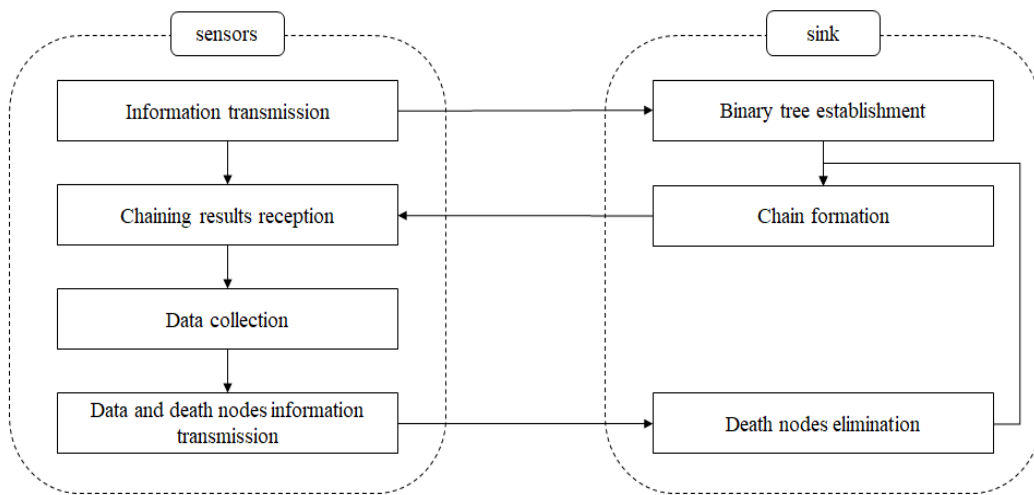 sensors
sink
Information transmission
Binary tree establishment
Chaining results reception
Chain formation
Data collection
Data and death nodes information
transmission
Death nodes elimination